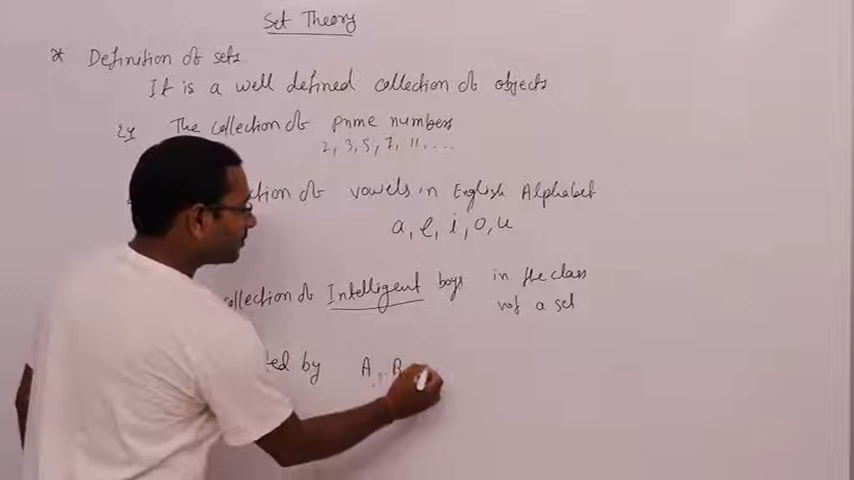 Set Theory
* Definition of sets
It is a well defined collection of objects
Eg The collection of prime numbers
2, 3, 5, 7, 11, ...
ction of vowels in English Alphabet
a, e, i, o, u
collection of Intelligent boys in the class
not a set
ted by A, B